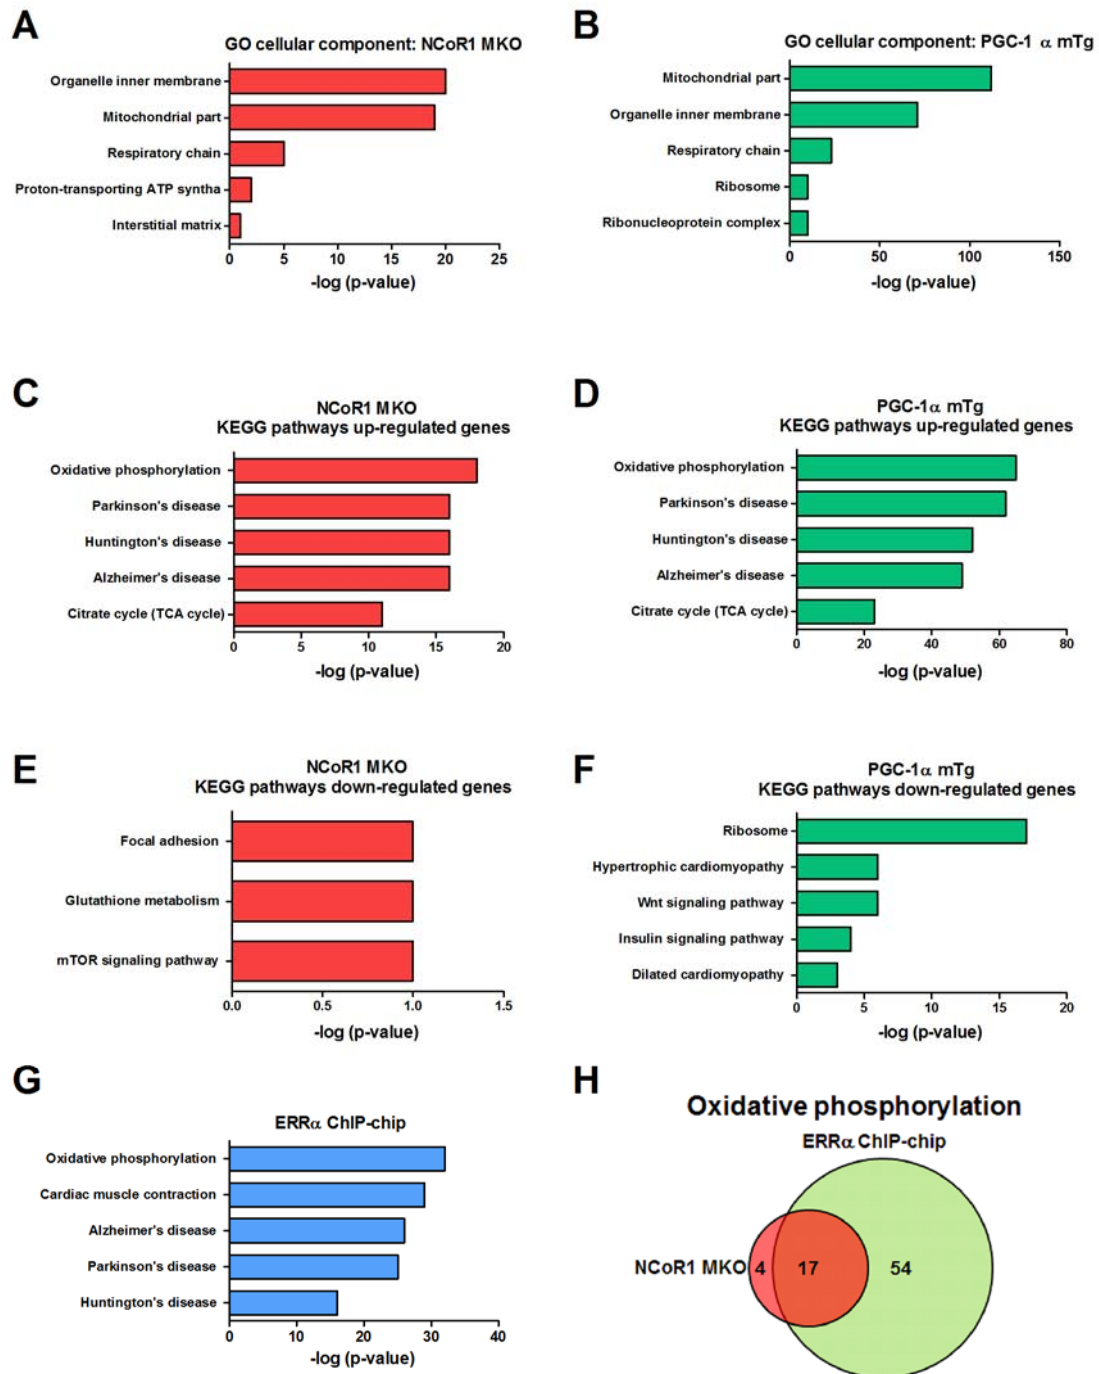 A
GO cellular component: NCoR1 MKO
Organelle inner membrane
Mitochondrial part
Respiratory chain
Proton-transporting ATP syntha
Interstitial matrix
0 5 10 15 20 25
-log (p-value)
B
GO cellular component: PGC-1 α mTg
Mitochondrial part
Organelle inner membrane
Respiratory chain
Ribosome
Ribonucleoprotein complex
0 50 100 150
-log (p-value)
C
NCoR1 MKO
KEGG pathways up-regulated genes
Oxidative phosphorylation
Parkinson's disease
Huntington's disease
Alzheimer's disease
Citrate cycle (TCA cycle)
0 5 10 15 20
-log (p-value)
D
PGC-1α mTg
KEGG pathways up-regulated genes
Oxidative phosphorylation
Parkinson's disease
Huntington's disease
Alzheimer's disease
Citrate cycle (TCA cycle)
0 20 40 60 80
-log (p-value)
E
NCoR1 MKO
KEGG pathways down-regulated genes
Focal adhesion
Glutathione metabolism
mTOR signaling pathway
0.0 0.5 1.0 1.5
-log (p-value)
F
PGC-1α mTg
KEGG pathways down-regulated genes
Ribosome
Hypertrophic cardiomyopathy
Wnt signaling pathway
Insulin signaling pathway
Dilated cardiomyopathy
0 5 10 15 20
-log (p-value)
G
ERRα ChIP-chip
Oxidative phosphorylation
Cardiac muscle contraction
Alzheimer's disease
Parkinson's disease
Huntington's disease
0 10 20 30 40
-log (p-value)
H
Oxidative phosphorylation
ERRα ChIP-chip
NCoR1 MKO 4 17 54